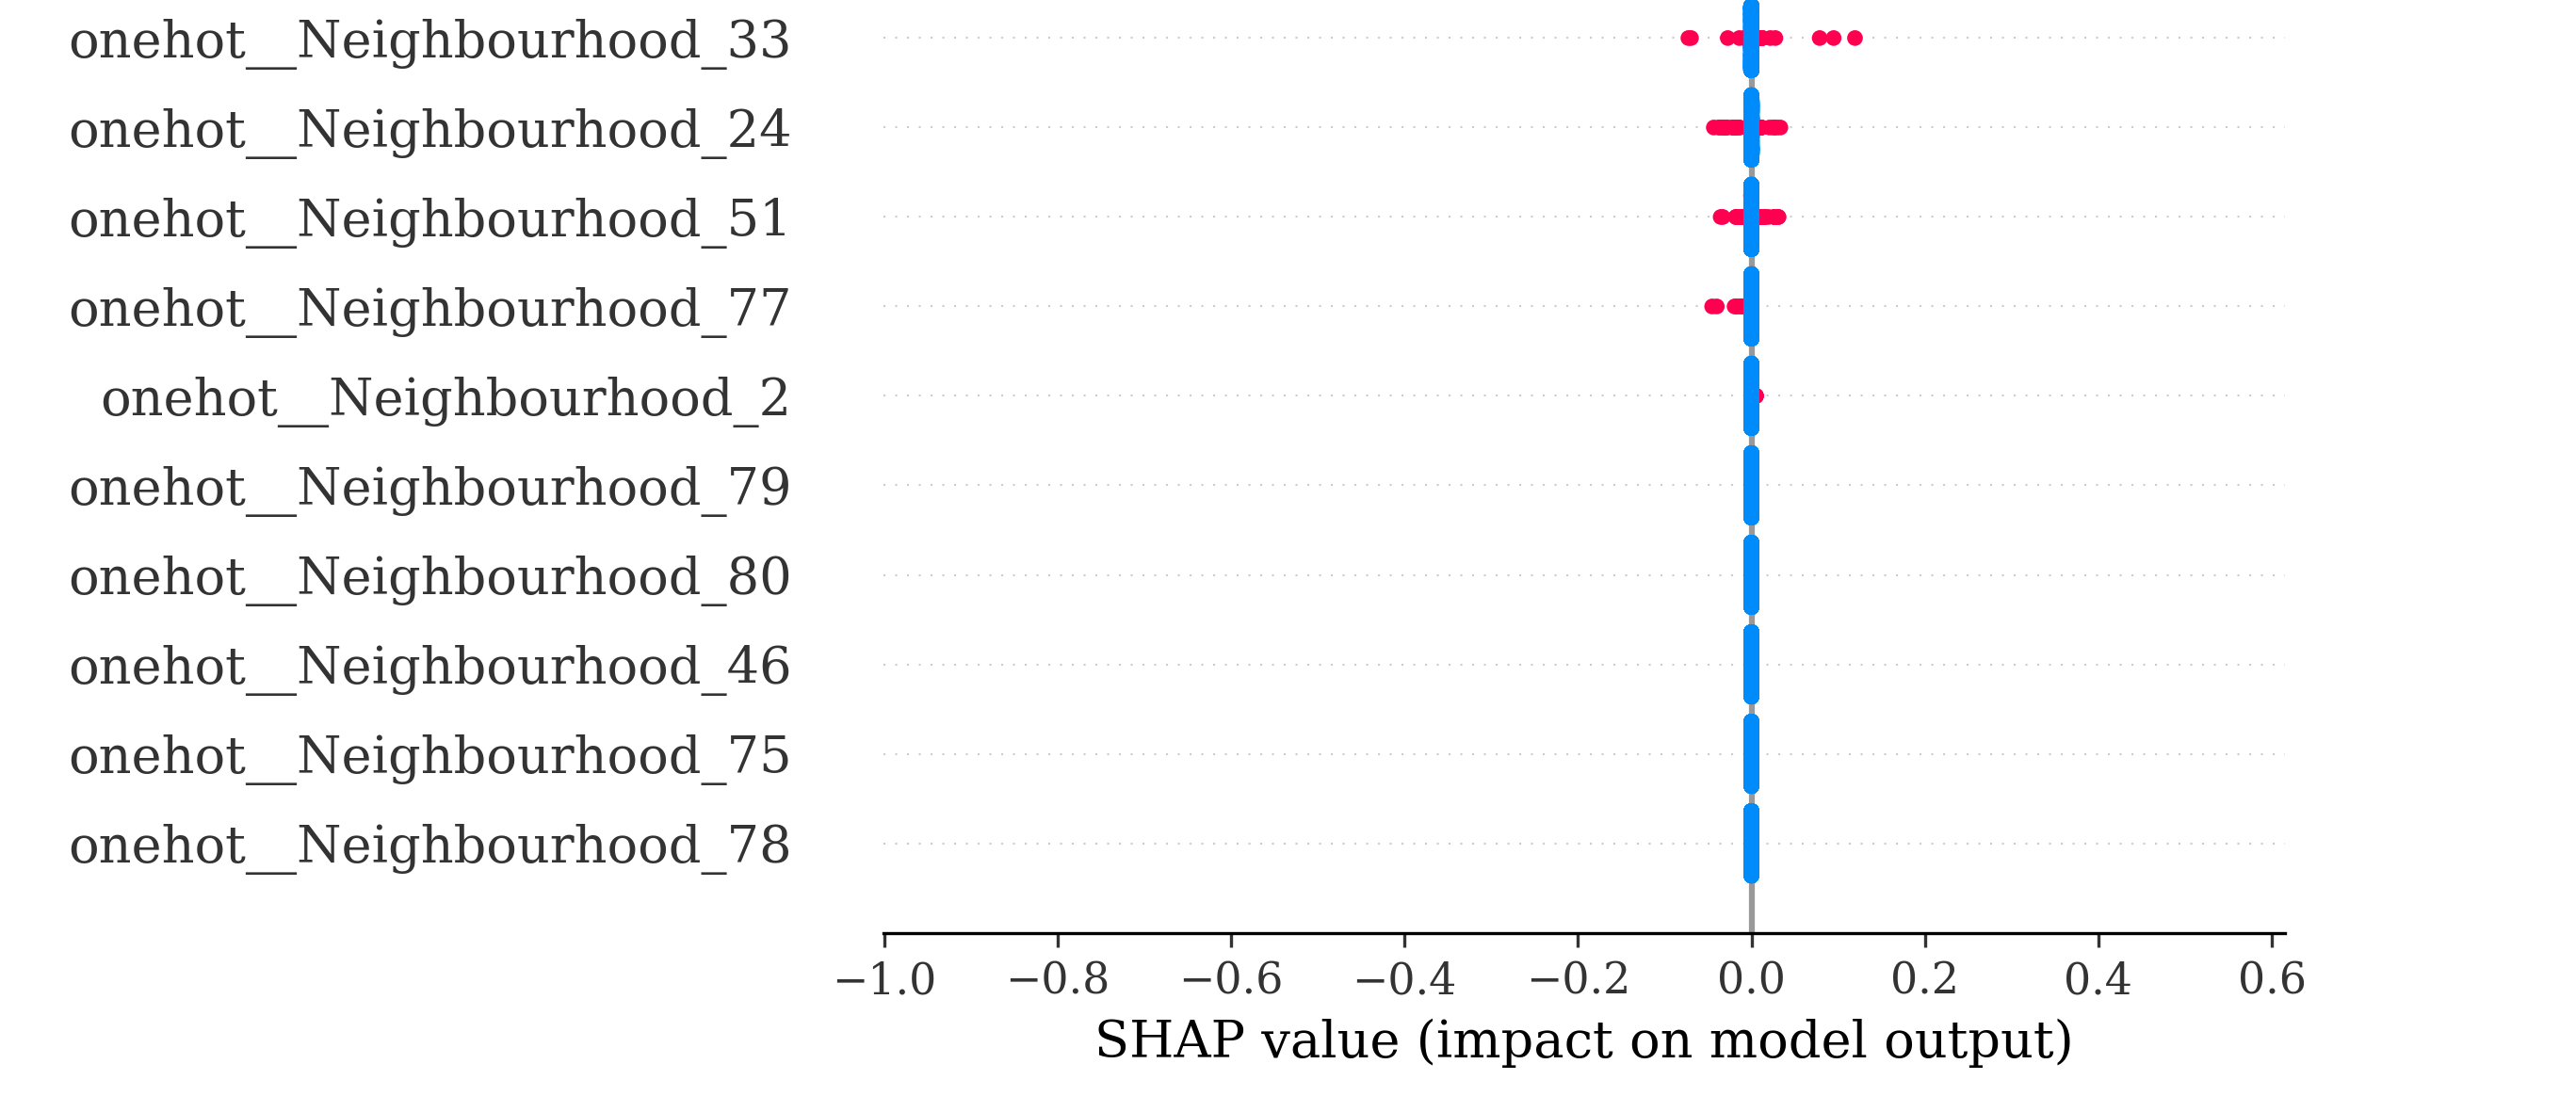 onehot__Neighbourhood_33
onehot__Neighbourhood_24
onehot__Neighbourhood_51
onehot__Neighbourhood_77
onehot__Neighbourhood_2
onehot__Neighbourhood_79
onehot__Neighbourhood_80
onehot__Neighbourhood_46
onehot__Neighbourhood_75
onehot__Neighbourhood_78
−1.0 −0.8 −0.6 −0.4 −0.2 0.0 0.2 0.4 0.6
SHAP value (impact on model output)